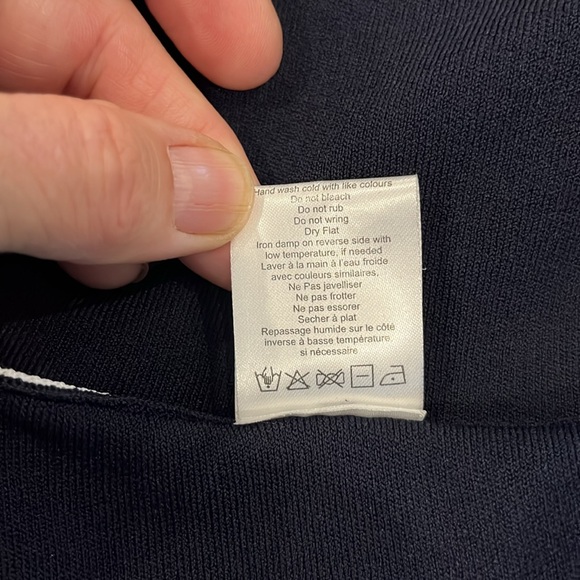 Hand wash cold with like colours
Do not bleach
Do not rub
Do not wring
Dry Flat
Iron damp on reverse side with
low temperature, if needed
Laver à la main à l'eau froide
avec couleurs similaires.
Ne Pas javelliser
Ne pas frotter
Ne pas essorer
Secher à plat
Repassage humide sur le côté
inverse à basse température.
si nécessaire